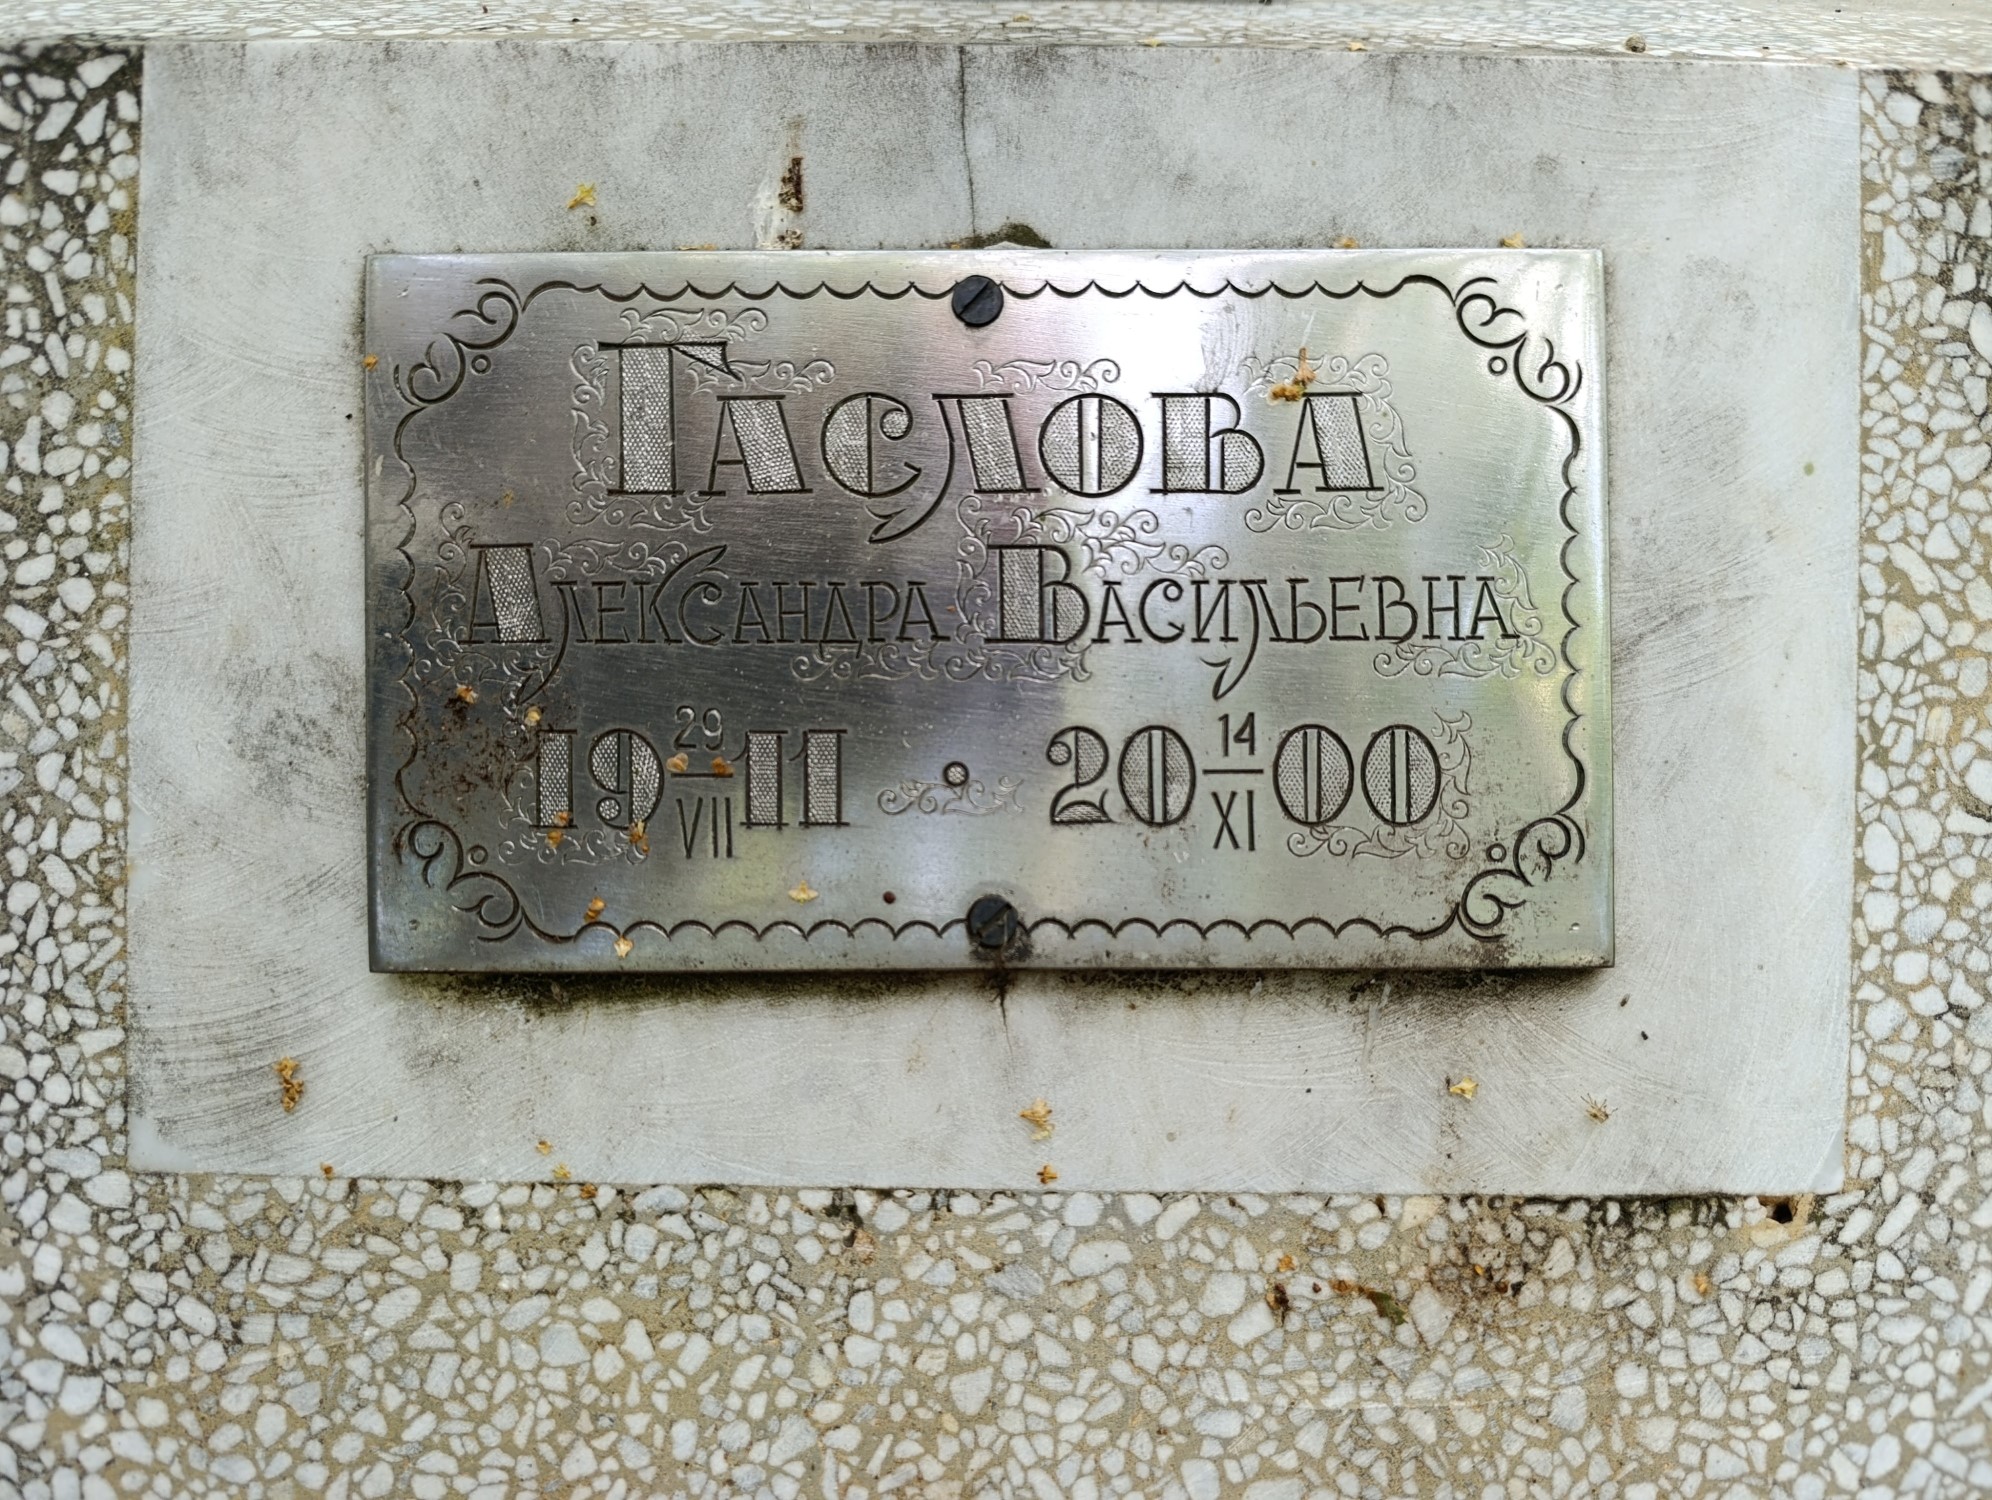 Гаслова
Александра Васильевна
19 29/VII 11 • 20 14/XI 00